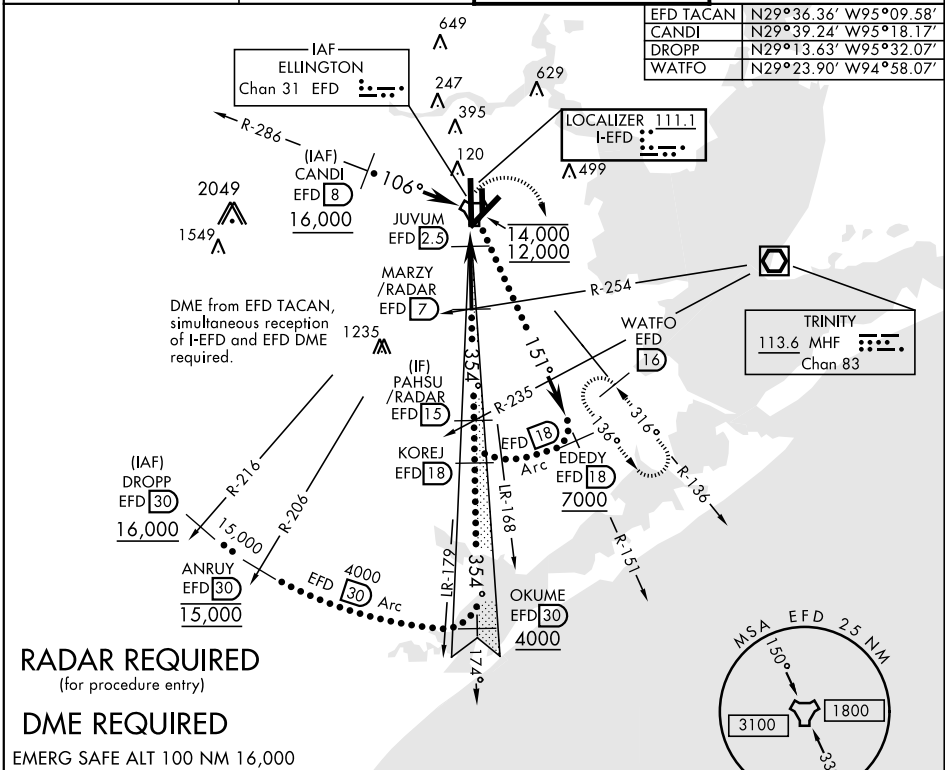 EFD TACAN N29°36.36' W95°09.58'
CANDI N29°39.24' W95°18.17'
DROPP N29°13.63' W95°32.07'
WATFO N29°23.90' W94°58.07'
649
IAF
ELLINGTON
Chan 31 EFD
247
629
395
LOCALIZER 111.1
I-EFD
R-286
120
499
(IAF)
CANDI
EFD 8
16,000
106°
2049
1549
JUVUM
EFD 2.5
14,000
12,000
MARZY
/RADAR
EFD 7
R-254
DME from EFD TACAN,
simultaneous reception
of I-EFD and EFD DME
required.
1235
WATFO
EFD
16
TRINITY
113.6 MHF
Chan 83
354°
151°
(IF)
PAHSU
/RADAR
EFD 15
R-235
316°
136°
KOREJ
EFD 18
EFD 18
Arc
EDEDY
EFD 18
7000
R-136
R-151
LR-168
LR-179
(IAF)
DROPP
EFD 30
16,000
R-216
R-206
15,000
ANRUY
EFD 30
15,000
4000
EFD 30 Arc
354°
OKUME
EFD 30
4000
174°
RADAR REQUIRED
(for procedure entry)
DME REQUIRED
EMERG SAFE ALT 100 NM 16,000
MSA EFD 25 NM
150°
3100
1800
33